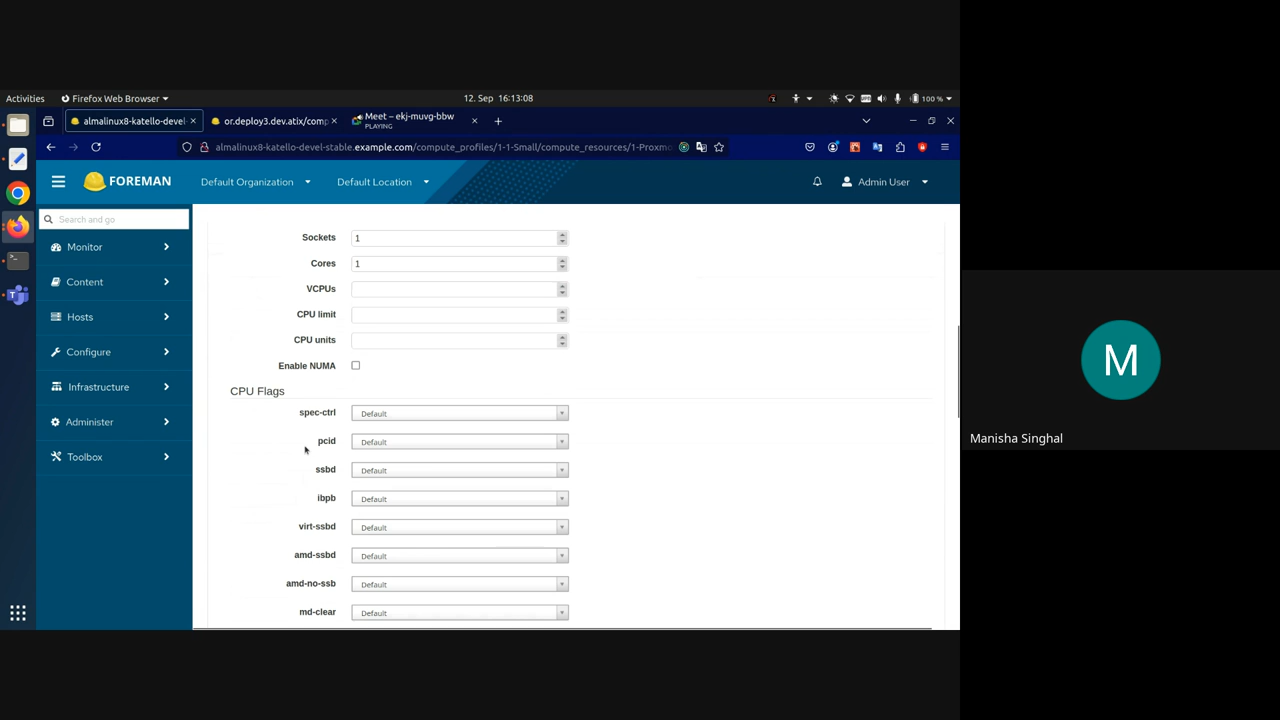 Activities
Firefox Web Browser
12. Sep 16:13:08
100 %
almalinux8-katello-devel-
or.deploy3.dev.atix/comp
Meet – ekj-muvg-bbw
PLAYING
almalinux8-katello-devel-stable.example.com/compute_profiles/1-1-Small/compute_resources/1-Proxmo
FOREMAN
Default Organization
Default Location
Admin User
Search and go
Monitor
Content
Hosts
Configure
Infrastructure
Administer
Toolbox
Sockets 1
Cores 1
VCPUs
CPU limit
CPU units
Enable NUMA
CPU Flags
spec-ctrl Default
pcid Default
ssbd Default
ibpb Default
virt-ssbd Default
amd-ssbd Default
amd-no-ssb Default
md-clear Default
M
Manisha Singhal